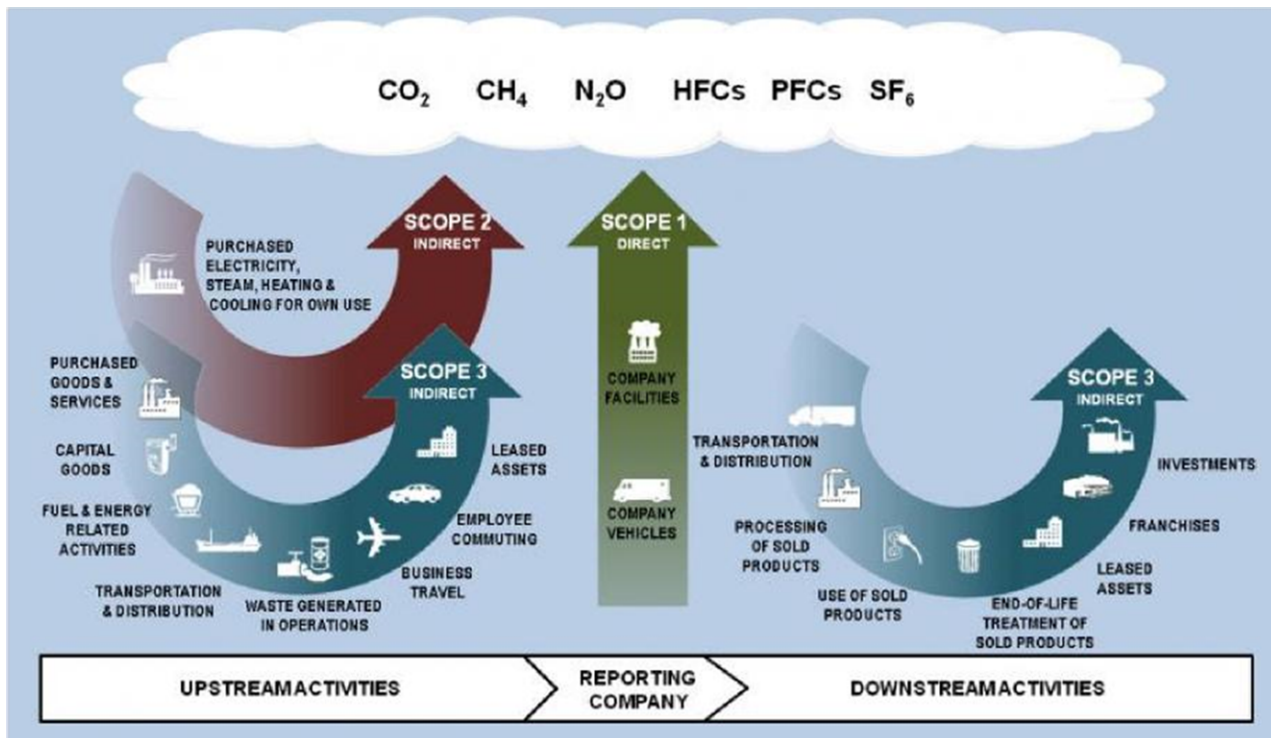 CO₂ CH₄ N₂O HFCs PFCs SF₆
SCOPE 2
INDIRECT
PURCHASED
ELECTRICITY,
STEAM, HEATING &
COOLING FOR OWN USE
SCOPE 1
DIRECT
COMPANY
FACILITIES
COMPANY
VEHICLES
SCOPE 3
INDIRECT
PURCHASED
GOODS &
SERVICES
CAPITAL
GOODS
FUEL & ENERGY
RELATED
ACTIVITIES
TRANSPORTATION
& DISTRIBUTION
WASTE GENERATED
IN OPERATIONS
BUSINESS
TRAVEL
EMPLOYEE
COMMUTING
LEASED
ASSETS
SCOPE 3
INDIRECT
TRANSPORTATION
& DISTRIBUTION
PROCESSING
OF SOLD
PRODUCTS
USE OF SOLD
PRODUCTS
END-OF-LIFE
TREATMENT OF
SOLD PRODUCTS
LEASED
ASSETS
FRANCHISES
INVESTMENTS
UPSTREAMACTIVITIES
REPORTING
COMPANY
DOWNSTREAMACTIVITIES